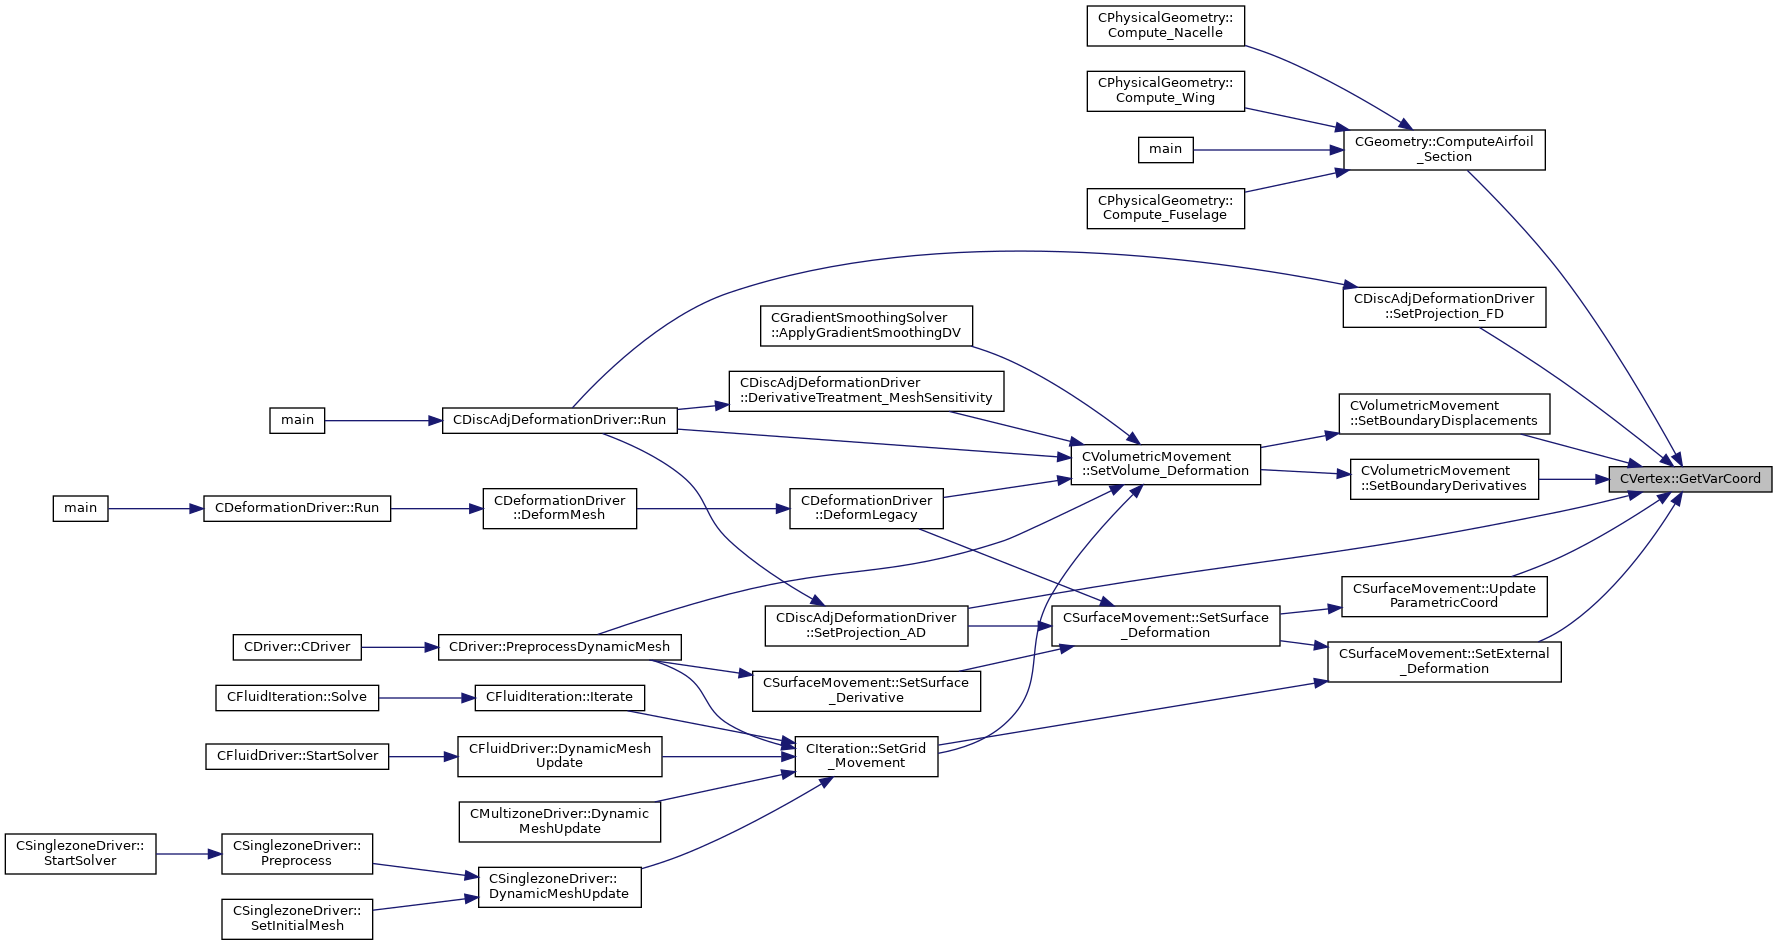 CPhysicalGeometry::
Compute_Nacelle
CPhysicalGeometry::
Compute_Wing
main
CGeometry::ComputeAirfoil
_Section
CPhysicalGeometry::
Compute_Fuselage
CDiscAdjDeformationDriver
::SetProjection_FD
CGradientSmoothingSolver
::ApplyGradientSmoothingDV
CDiscAdjDeformationDriver
::DerivativeTreatment_MeshSensitivity
CVolumetricMovement
::SetBoundaryDisplacements
main
CDiscAdjDeformationDriver::Run
CVolumetricMovement
::SetVolume_Deformation
CVolumetricMovement
::SetBoundaryDerivatives
CVertex::GetVarCoord
main
CDeformationDriver::Run
CDeformationDriver
::DeformMesh
CDeformationDriver
::DeformLegacy
CSurfaceMovement::Update
ParametricCoord
CDiscAdjDeformationDriver
::SetProjection_AD
CSurfaceMovement::SetSurface
_Deformation
CDriver::CDriver
CDriver::PreprocessDynamicMesh
CSurfaceMovement::SetExternal
_Deformation
CSurfaceMovement::SetSurface
_Derivative
CFluidIteration::Solve
CFluidIteration::Iterate
CFluidDriver::StartSolver
CFluidDriver::DynamicMesh
Update
CIteration::SetGrid
_Movement
CMultizoneDriver::Dynamic
MeshUpdate
CSinglezoneDriver::
StartSolver
CSinglezoneDriver::
Preprocess
CSinglezoneDriver::
DynamicMeshUpdate
CSinglezoneDriver::
SetInitialMesh